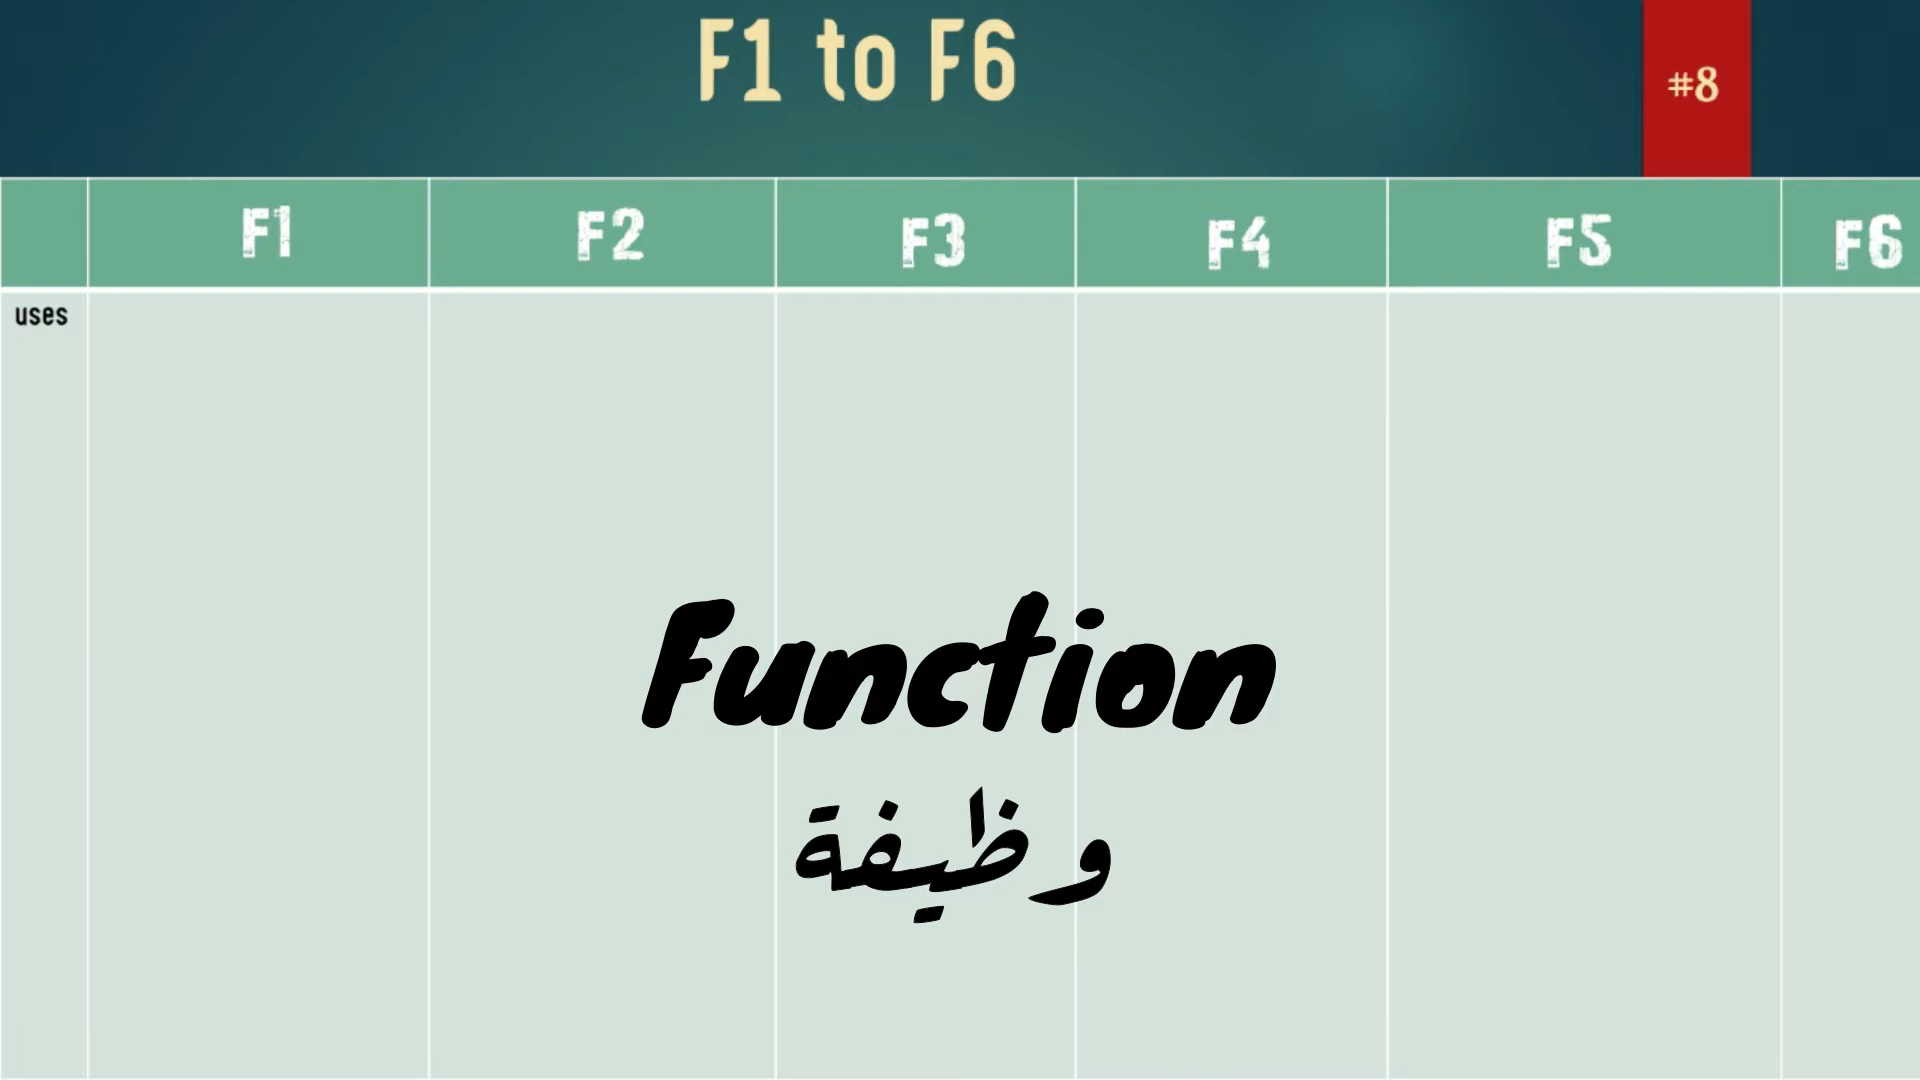 F1 to F6
#8
F1 F2 F3 F4 F5 F6
uses
Function
وظيفة